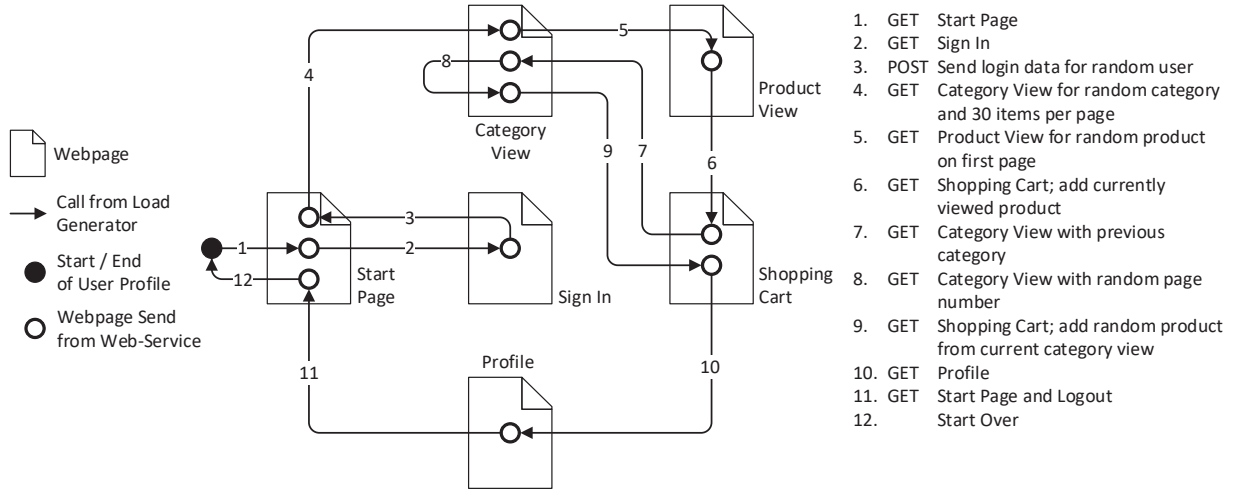 5
8
4
Product
View
Category
View
9
7
6
Webpage
Call from Load
Generator
Start / End
of User Profile
Webpage Send
from Web-Service
3
1
2
12
Start
Page
Sign In
Shopping
Cart
Profile
11
10
1. GET Start Page
2. GET Sign In
3. POST Send login data for random user
4. GET Category View for random category
and 30 items per page
5. GET Product View for random product
on first page
6. GET Shopping Cart; add currently
viewed product
7. GET Category View with previous
category
8. GET Category View with random page
number
9. GET Shopping Cart; add random product
from current category view
10. GET Profile
11. GET Start Page and Logout
12. Start Over